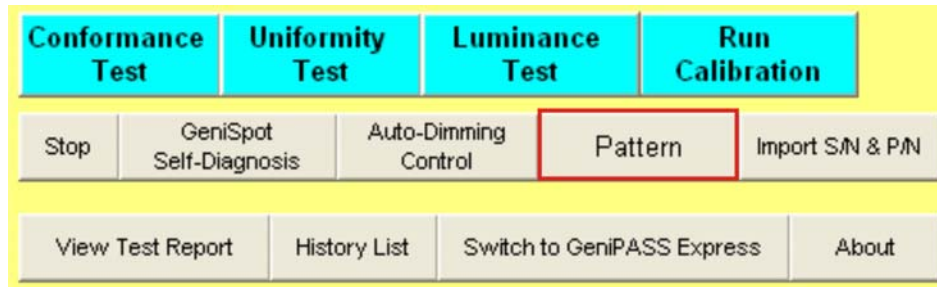 Conformance Test
Uniformity Test
Luminance Test
Run Calibration
Stop
GeniSpot Self-Diagnosis
Auto-Dimming Control
Pattern
Import S/N & P/N
View Test Report
History List
Switch to GeniPASS Express
About